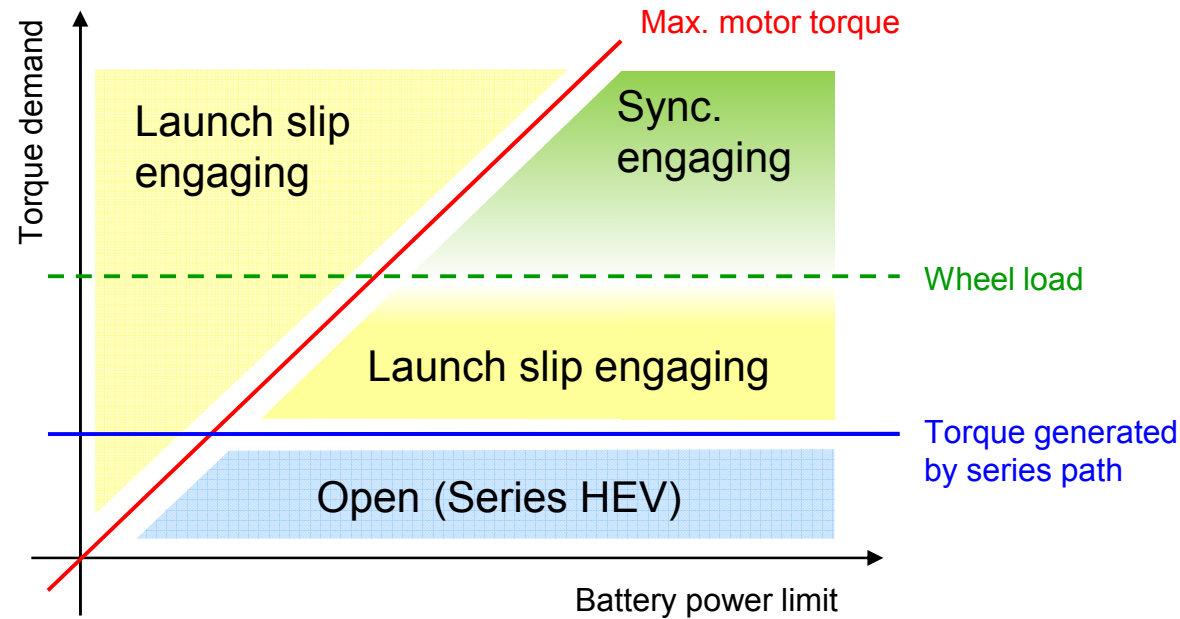 Max. motor torque
Torque demand
Launch slip
engaging
Sync.
engaging
Wheel load
Launch slip engaging
Torque generated
by series path
Open (Series HEV)
Battery power limit